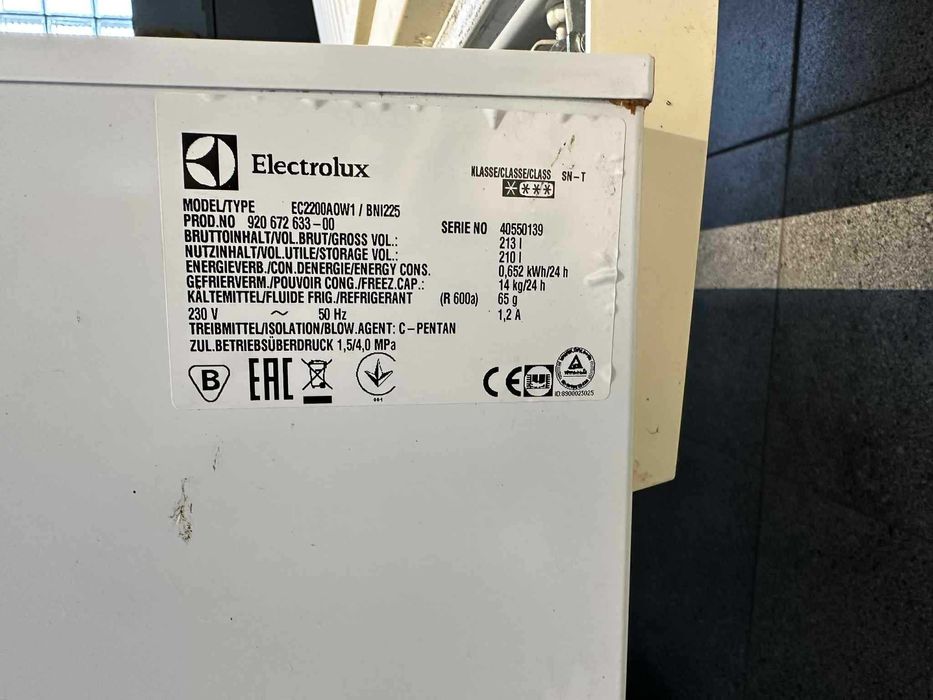 Electrolux
KLASSE/CLASSE/CLASS SN-T
MODEL/TYPE EC2200AOW1 / BNI225
PROD.NO 920 672 633-00
SERIE NO 40550139
BRUTTOINHALT/VOL.BRUT/GROSS VOL.: 213 l
NUTZINHALT/VOL.UTILE/STORAGE VOL.: 210 l
ENERGIEVERB./CON.DENERGIE/ENERGY CONS. 0,652 kWh/24 h
GEFRIERVERM./POUVOIR CONG./FREEZ.CAP.: 14 kg/24 h
KÄLTEMITTEL/FLUIDE FRIG./REFRIGERANT (R 600a) 65 g
230 V ~ 50 Hz 1,2 A
TREIBMITTEL/ISOLATION/BLOW.AGENT: C-PENTAN
ZUL.BETRIEBSÜBERDRUCK 1,5/4,0 MPa
B EAC 001 CE
ID:8900025025